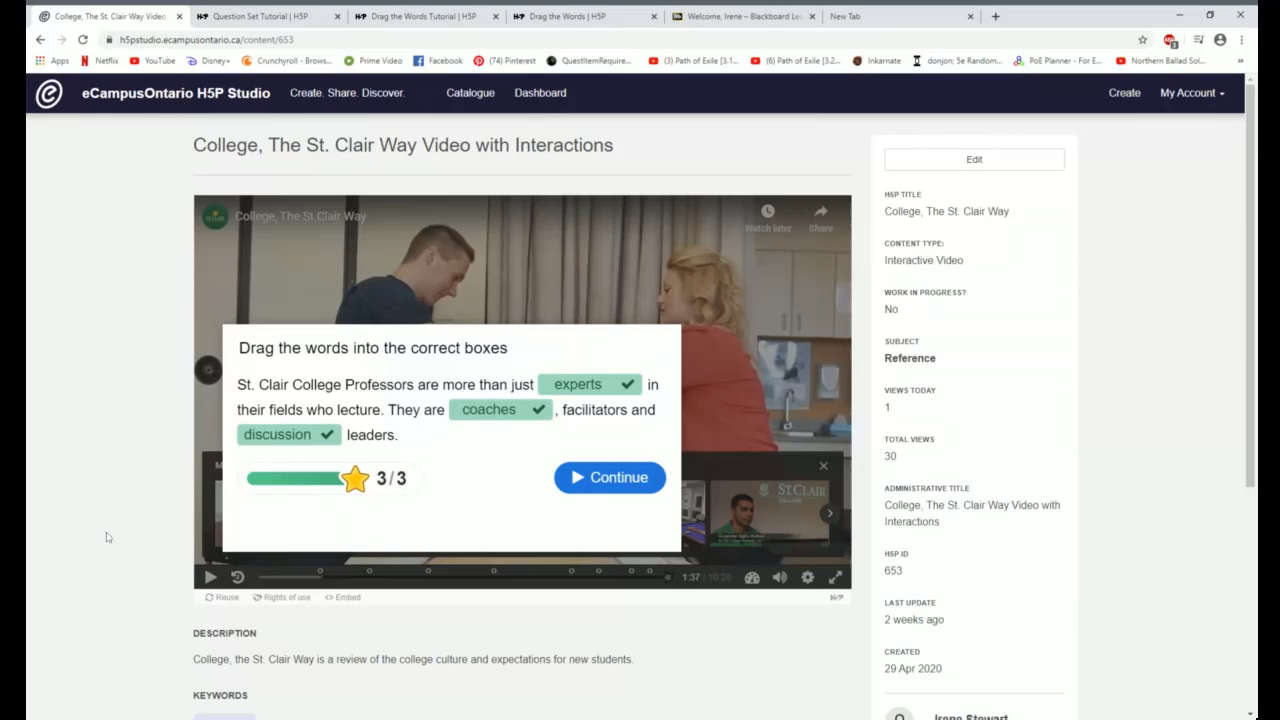 College, The St. Clair Way Video
Question Set Tutorial | H5P
Drag the Words Tutorial | H5P
Drag the Words | H5P
Welcome, Irene – Blackboard Le
New Tab
h5pstudio.ecampusontario.ca/content/653
Apps
Netflix
YouTube
Disney+
Crunchyroll - Brows...
Prime Video
Facebook
(74) Pinterest
QuestItemRequire...
(3) Path of Exile [3.1...
(6) Path of Exile [3.2...
Inkarnate
donjon; 5e Random...
PoE Planner - For E...
Northern Ballad Sol...
»
eCampusOntario H5P Studio
Create. Share. Discover.
Catalogue
Dashboard
Create
My Account
College, The St. Clair Way Video with Interactions
College, The St Clair Way
Watch later
Share
Drag the words into the correct boxes
St. Clair College Professors are more than just experts in
their fields who lecture. They are coaches , facilitators and
discussion leaders.
3/3
Continue
M
ST.CLAIR
1:37 / 10:26
Reuse
Rights of use
Embed
H5P
DESCRIPTION
College, the St. Clair Way is a review of the college culture and expectations for new students.
KEYWORDS
Edit
H5P TITLE
College, The St. Clair Way
CONTENT TYPE:
Interactive Video
WORK IN PROGRESS?
No
SUBJECT
Reference
VIEWS TODAY
1
TOTAL VIEWS
30
ADMINISTRATIVE TITLE
College, The St. Clair Way Video with
Interactions
H5P ID
653
LAST UPDATE
2 weeks ago
CREATED
29 Apr 2020
Irene Stewart